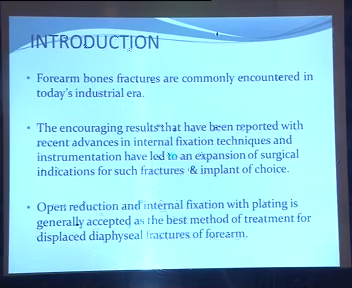 INTRODUCTION
• Forearm bones fractures are commonly encountered in
today's industrial era.
• The encouraging results that have been reported with
recent advances in internal fixation techniques and
instrumentation have led to an expansion of surgical
indications for such fractures & implant of choice.
• Open reduction and internal fixation with plating is
generally accepted as the best method of treatment for
displaced diaphyseal fractures of forearm.